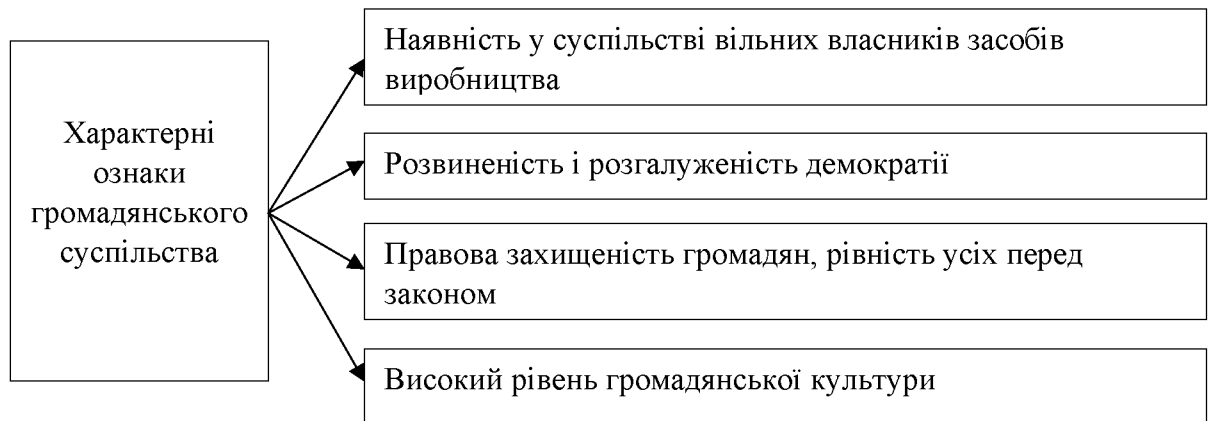 Характерні
ознаки
громадянського
суспільства
Наявність у суспільстві вільних власників засобів
виробництва
Розвиненість і розгалуженість демократії
Правова захищеність громадян, рівність усіх перед
законом
Високий рівень громадянської культури